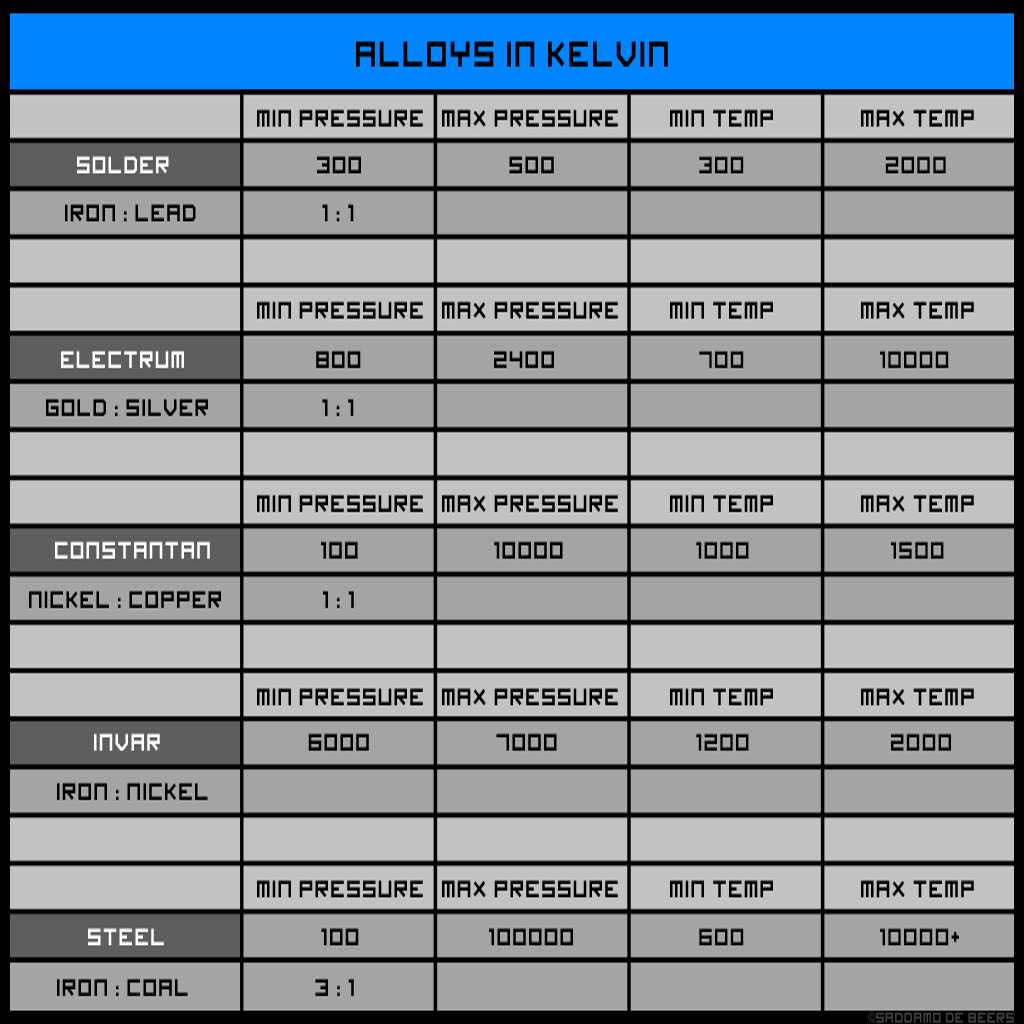 ALLOYS IN KELVIN
MIN PRESSURE MAX PRESSURE MIN TEMP MAX TEMP
SOLDER 300 500 300 2000
IRON : LEAD 1 : 1
MIN PRESSURE MAX PRESSURE MIN TEMP MAX TEMP
ELECTRUM 800 2400 700 10000
GOLD : SILVER 1 : 1
MIN PRESSURE MAX PRESSURE MIN TEMP MAX TEMP
CONSTANTAN 100 10000 1000 1500
NICKEL : COPPER 1 : 1
MIN PRESSURE MAX PRESSURE MIN TEMP MAX TEMP
INVAR 6000 7000 1200 2000
IRON : NICKEL
MIN PRESSURE MAX PRESSURE MIN TEMP MAX TEMP
STEEL 100 100000 600 10000+
IRON : COAL 3 : 1
©SADDAMO DE BEERS